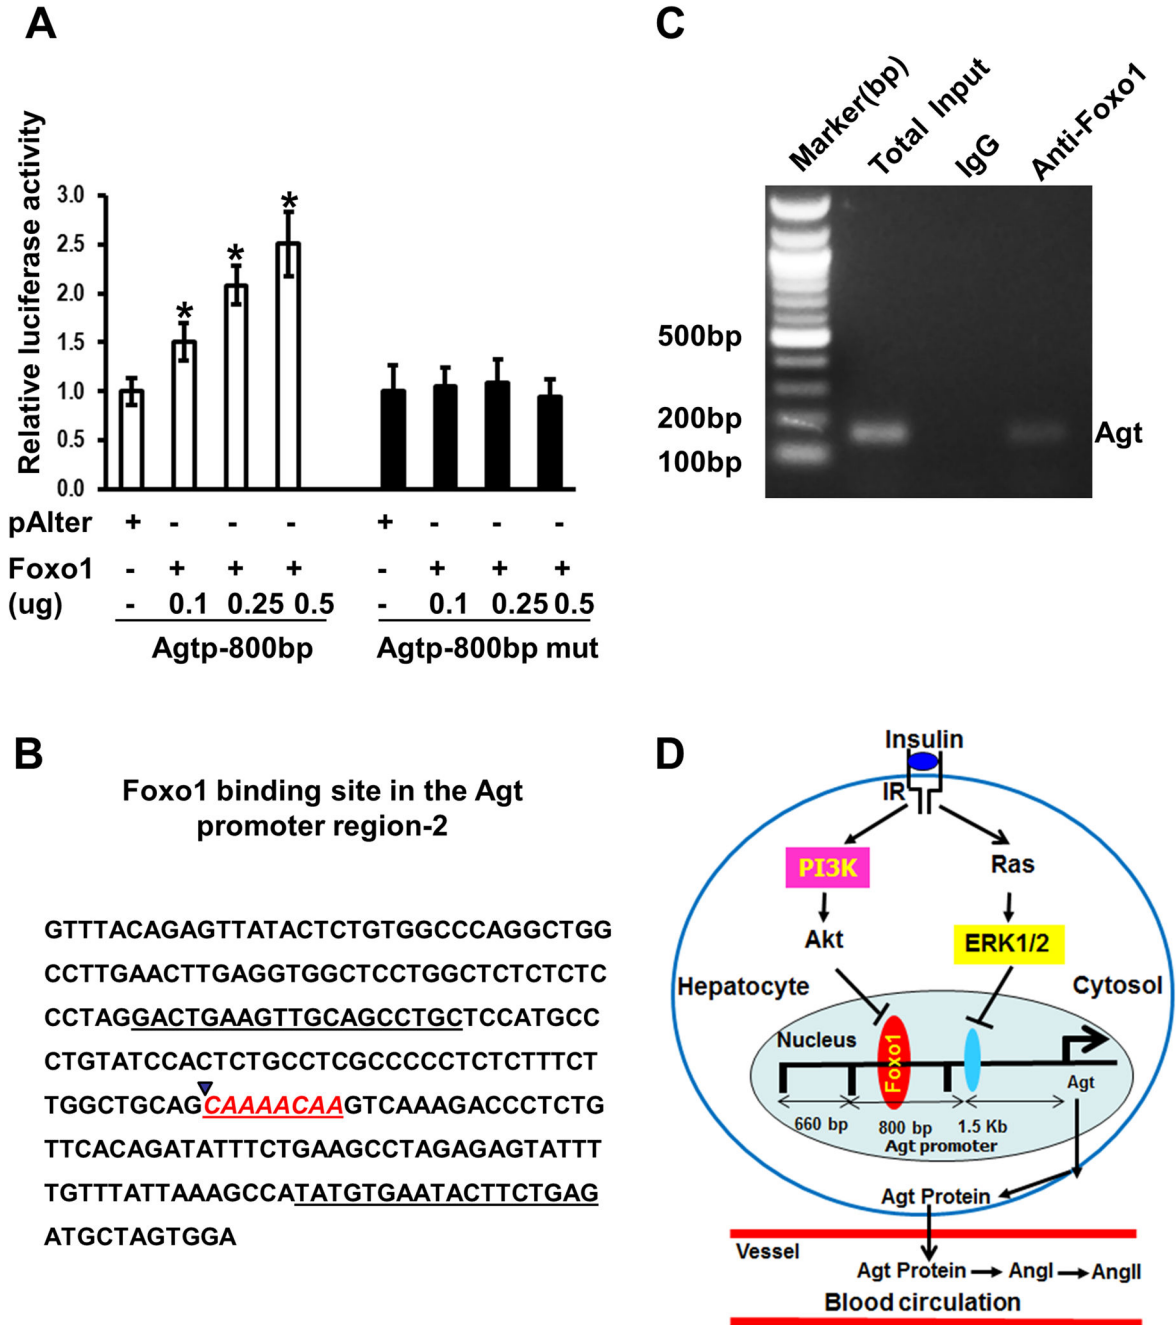 A
Relative luciferase activity
3.0
2.5
2.0
1.5
1.0
0.5
0.0
pAlter + - - - + - - -
Foxo1 - + + + - + + +
(ug) - 0.1 0.25 0.5 - 0.1 0.25 0.5
Agtp-800bp Agtp-800bp mut
C
Marker(bp) Total Input IgG Anti-Foxo1
500bp
200bp
100bp
Agt
B
Foxo1 binding site in the Agt
promoter region-2
GTTTACAGAGTTATACTCTGTGGCCCAGGCTGG
CCTTGAACTTGAGGTGGCTCCTGGCTCTCTCTC
CCTAGGACTGAAGTTGCAGCCTGCTCCATGCC
CTGTATCCACTCTGCCTCGCCCCCTCTCTTTCT
TGGCTGCAGCAAAACAAGTCAAAGACCCTCTG
TTCACAGATATTTCTGAAGCCTAGAGAGTATTT
TGTTTATTAAAGCCATATGTGAATACTTCTGAG
ATGCTAGTGGA
D
Insulin
IR
PI3K
Ras
Akt
ERK1/2
Hepatocyte
Cytosol
Nucleus
Foxo1
Agt
660 bp 800 bp 1.5 Kb
Agt promoter
Agt Protein
Vessel
Agt Protein AngI AngII
Blood circulation